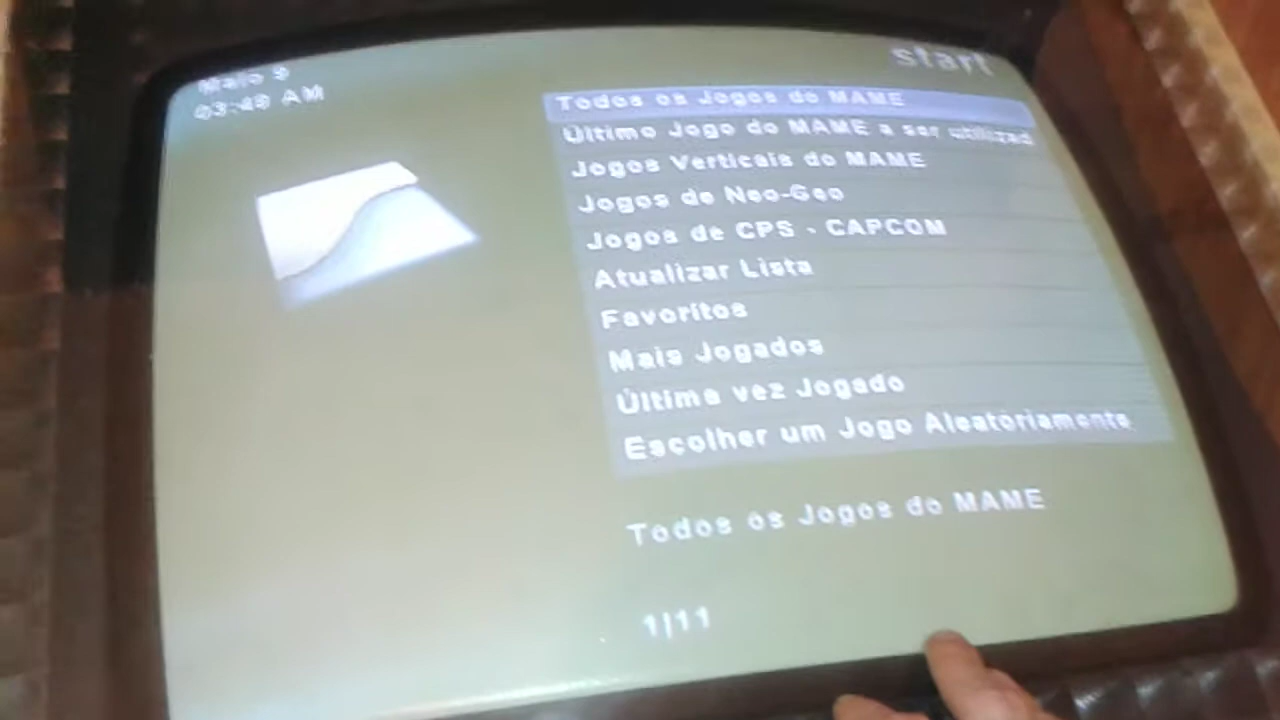 Maio 9
03:49 AM
start
Todos os Jogos do MAME
Último Jogo do MAME a ser utilizad
Jogos Verticais do MAME
Jogos de Neo-Geo
Jogos de CPS - CAPCOM
Atualizar Lista
Favoritos
Mais Jogados
Última vez Jogado
Escolher um Jogo Aleatoriamente
Todos os Jogos do MAME
1|11